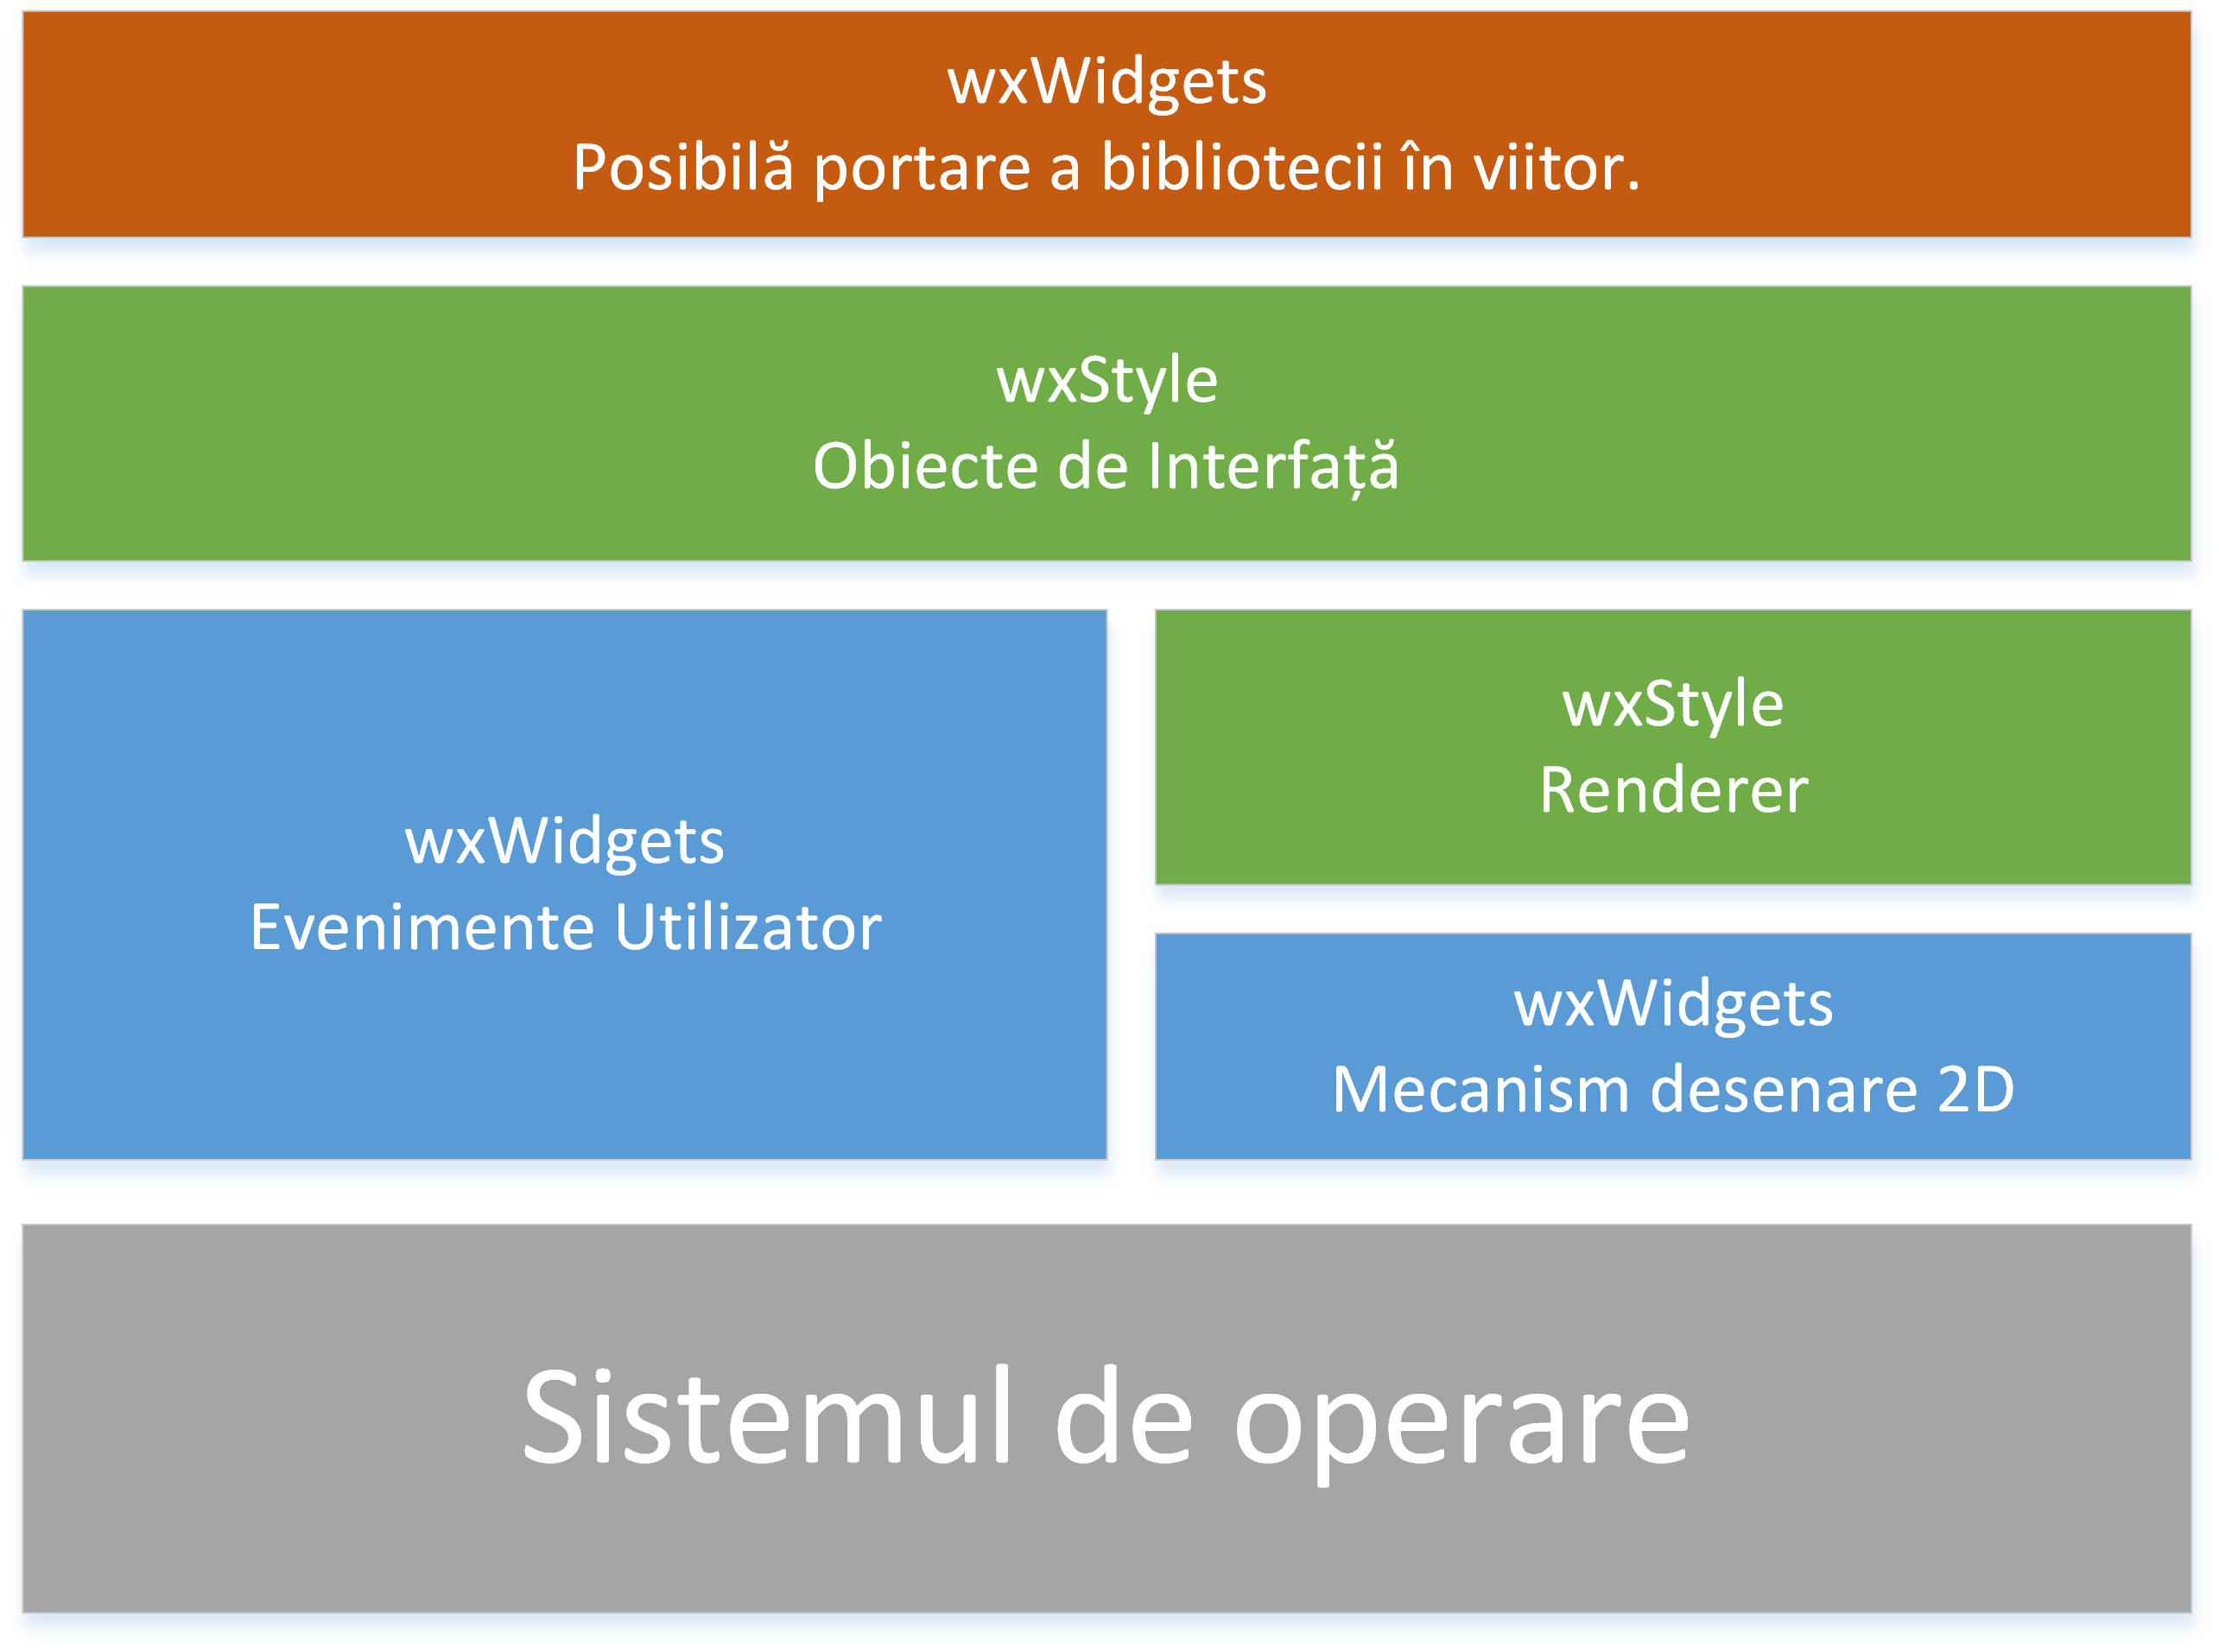 wxWidgets
Posibilă portare a bibliotecii în viitor.
wxStyle
Obiecte de Interfață
wxWidgets
Evenimente Utilizator
wxStyle
Renderer
wxWidgets
Mecanism desenare 2D
Sistemul de operare